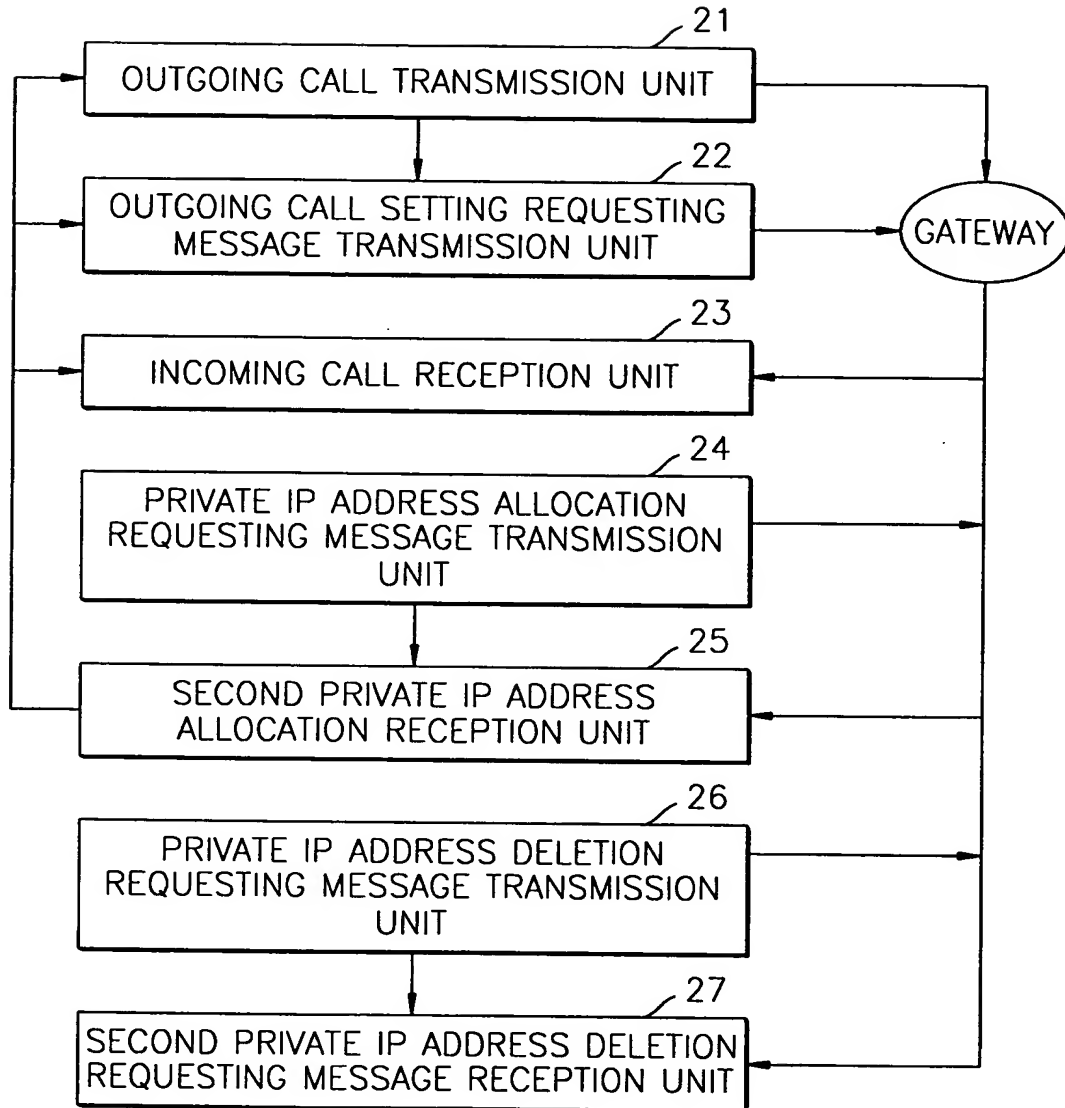 21
OUTGOING CALL TRANSMISSION UNIT
22
OUTGOING CALL SETTING REQUESTING
MESSAGE TRANSMISSION UNIT
GATEWAY
23
INCOMING CALL RECEPTION UNIT
24
PRIVATE IP ADDRESS ALLOCATION
REQUESTING MESSAGE TRANSMISSION
UNIT
25
SECOND PRIVATE IP ADDRESS
ALLOCATION RECEPTION UNIT
26
PRIVATE IP ADDRESS DELETION
REQUESTING MESSAGE TRANSMISSION
UNIT
27
SECOND PRIVATE IP ADDRESS DELETION
REQUESTING MESSAGE RECEPTION UNIT